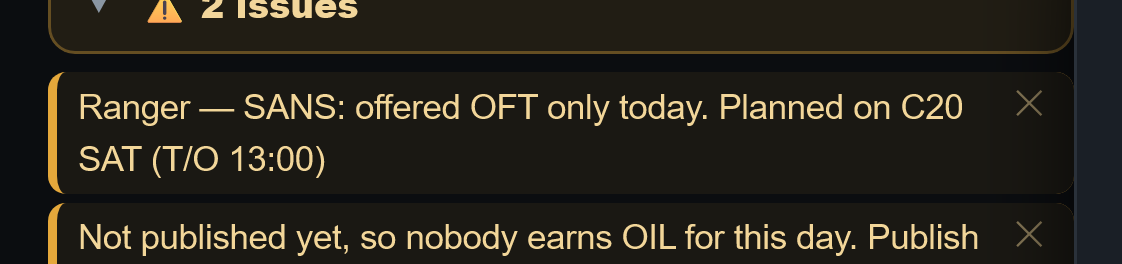 2 Issues
Ranger — SANS: offered OFT only today. Planned on C20
SAT (T/O 13:00)
Not published yet, so nobody earns OIL for this day. Publish